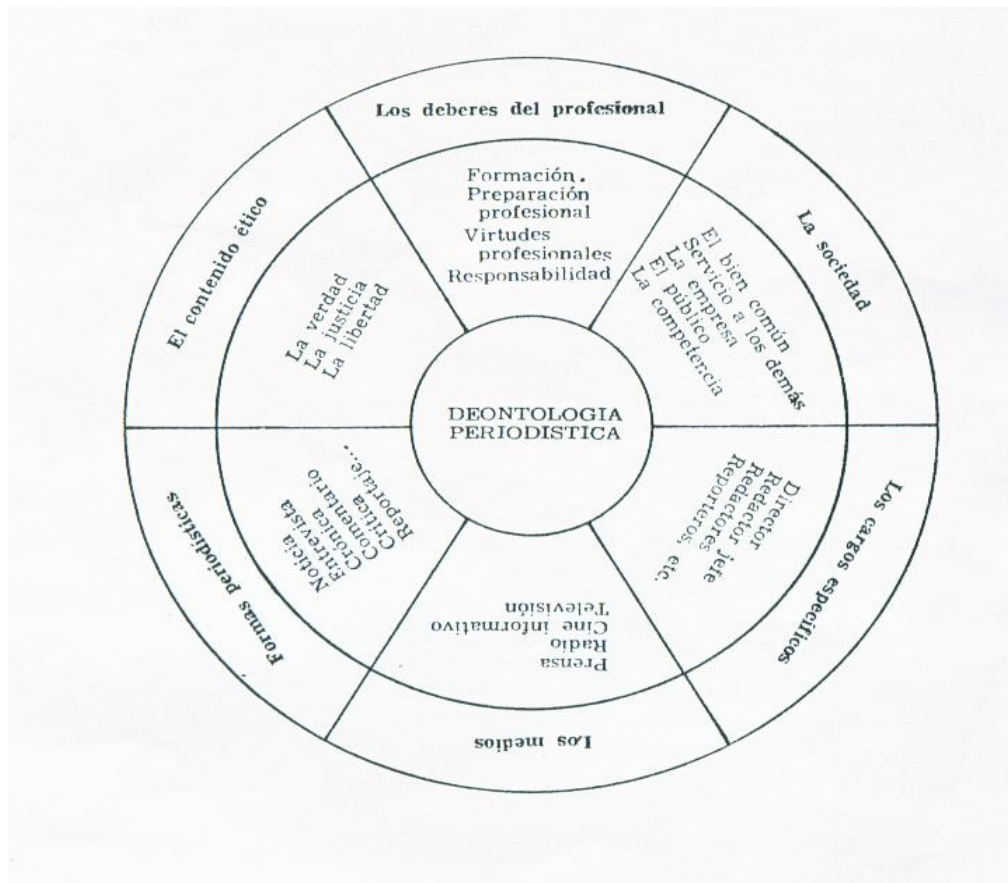 Los deberes del profesional
Formación.
Preparación
profesional
Virtudes
profesionales
Responsabilidad
La sociedad
El bien común
Servicio a los demás
La empresa
El público
La competencia
Los cargos específicos
Director
Redactor jefe
Redactores
Reporteros, etc.
Los medios
Prensa
Radio
Cine informativo
Televisión
Formas periodísticas
Noticia
Entrevista
Crónica
Comentario
Crítica
Reportaje...
El contenido ético
La verdad
La justicia
La libertad
DEONTOLOGIA
PERIODISTICA